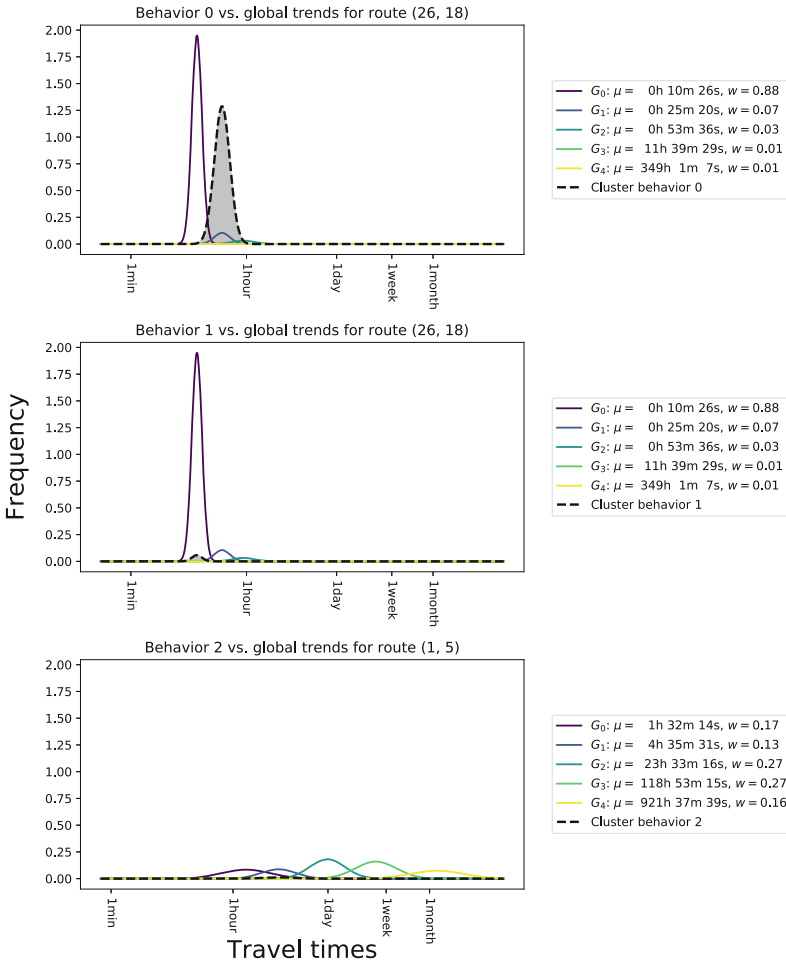 Behavior 0 vs. global trends for route (26, 18)
2.00
1.75
1.50
1.25
1.00
0.75
0.50
0.25
0.00
1min
1hour
1day
1week
1month
G0: μ = 0h 10m 26s, w = 0.88
G1: μ = 0h 25m 20s, w = 0.07
G2: μ = 0h 53m 36s, w = 0.03
G3: μ = 11h 39m 29s, w = 0.01
G4: μ = 349h 1m 7s, w = 0.01
Cluster behavior 0
Behavior 1 vs. global trends for route (26, 18)
2.00
1.75
1.50
1.25
1.00
0.75
0.50
0.25
0.00
1min
1hour
1day
1week
1month
G0: μ = 0h 10m 26s, w = 0.88
G1: μ = 0h 25m 20s, w = 0.07
G2: μ = 0h 53m 36s, w = 0.03
G3: μ = 11h 39m 29s, w = 0.01
G4: μ = 349h 1m 7s, w = 0.01
Cluster behavior 1
Frequency
Behavior 2 vs. global trends for route (1, 5)
2.00
1.75
1.50
1.25
1.00
0.75
0.50
0.25
0.00
1min
1hour
1day
1week
1month
G0: μ = 1h 32m 14s, w = 0.17
G1: μ = 4h 35m 31s, w = 0.13
G2: μ = 23h 33m 16s, w = 0.27
G3: μ = 118h 53m 15s, w = 0.27
G4: μ = 921h 37m 39s, w = 0.16
Cluster behavior 2
Travel times